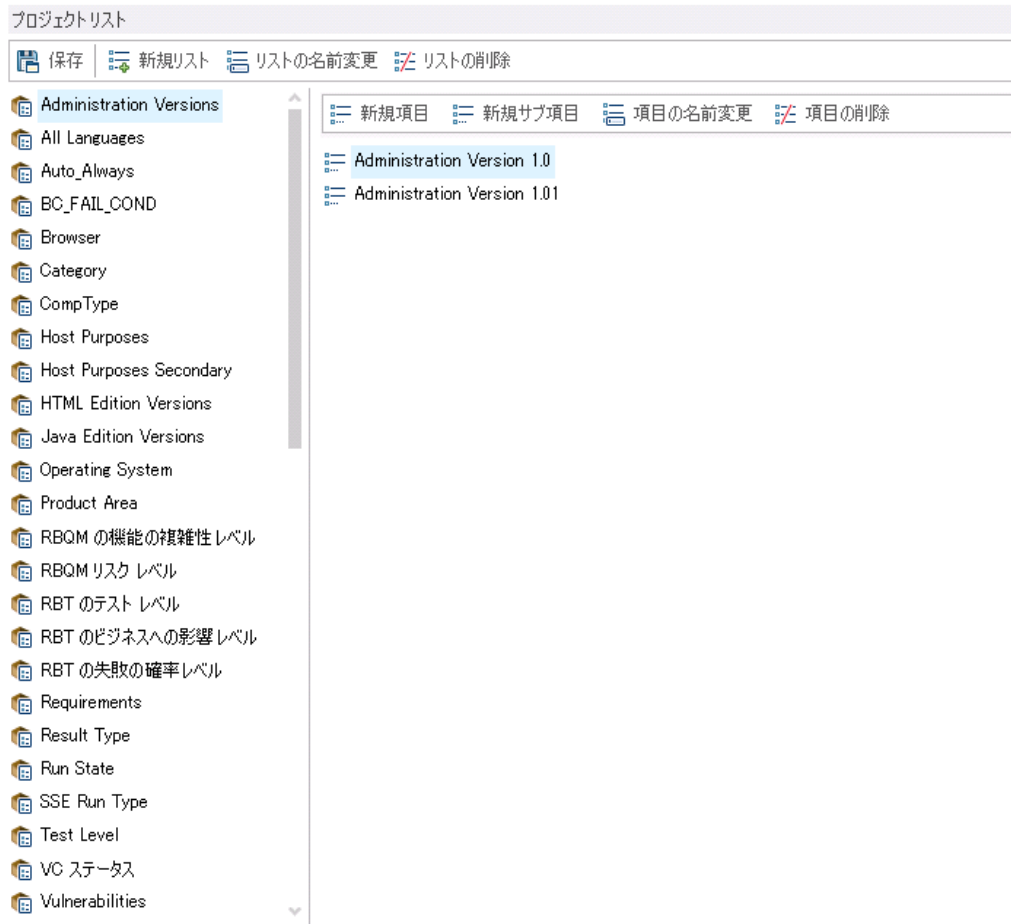 プロジェクトリスト
保存 新規リスト リストの名前変更 リストの削除
Administration Versions
All Languages
Auto_Always
BC_FAIL_COND
Browser
Category
CompType
Host Purposes
Host Purposes Secondary
HTML Edition Versions
Java Edition Versions
Operating System
Product Area
RBQM の機能の複雑性レベル
RBQM リスク レベル
RBT のテスト レベル
RBT のビジネスへの影響レベル
RBT の失敗の確率レベル
Requirements
Result Type
Run State
SSE Run Type
Test Level
VC ステータス
Vulnerabilities
新規項目 新規サブ項目 項目の名前変更 項目の削除
Administration Version 1.0
Administration Version 1.01